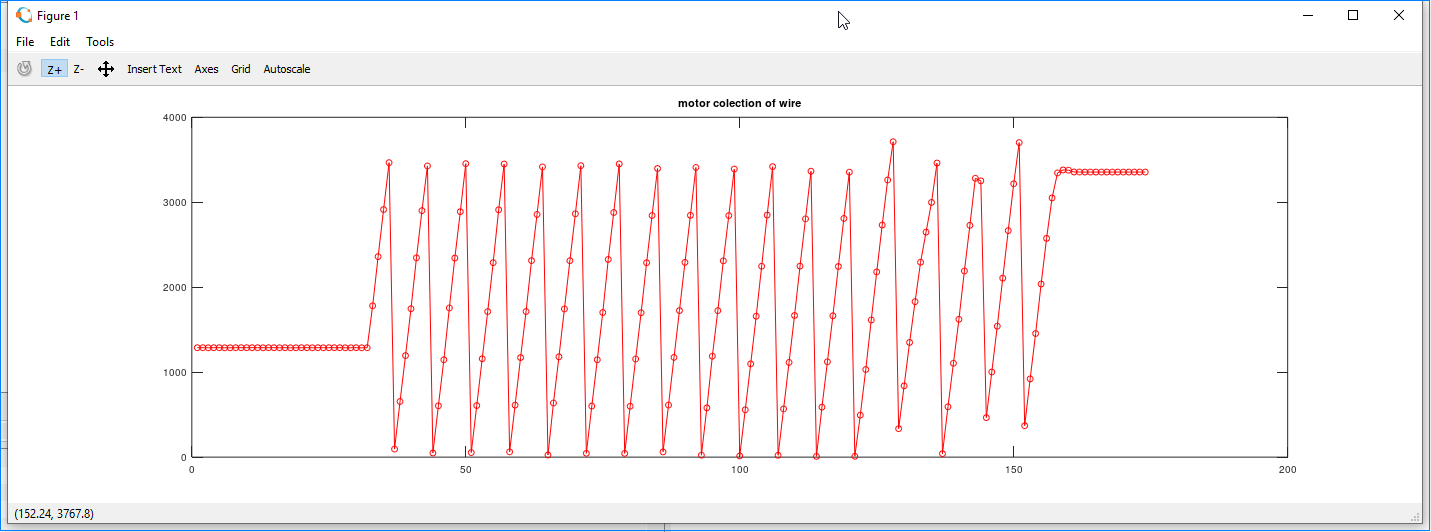 Figure 1
File Edit Tools
Z+ Z- Insert Text Axes Grid Autoscale
motor colection of wire
4000
3000
2000
1000
0
0 50 100 150 200
(152.24, 3767.8)